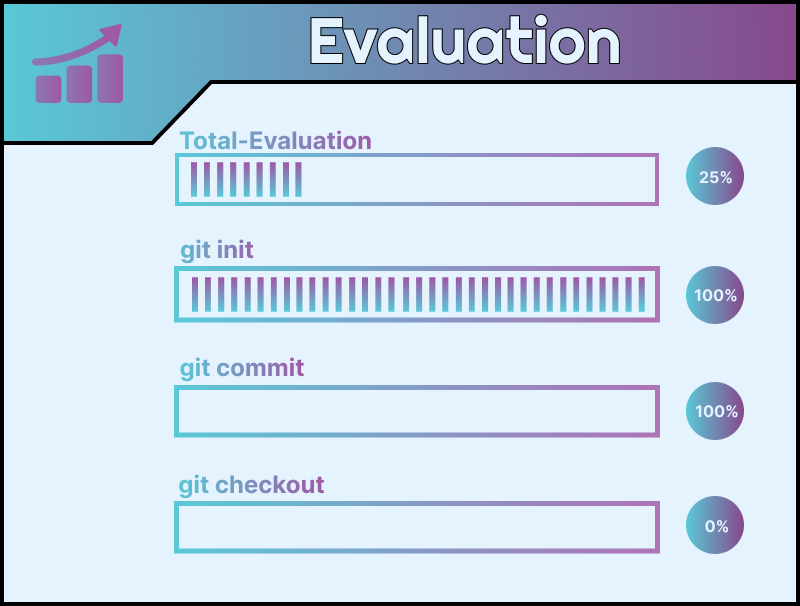 Evaluation
Total-Evaluation
25%
git init
100%
git commit
100%
git checkout
0%